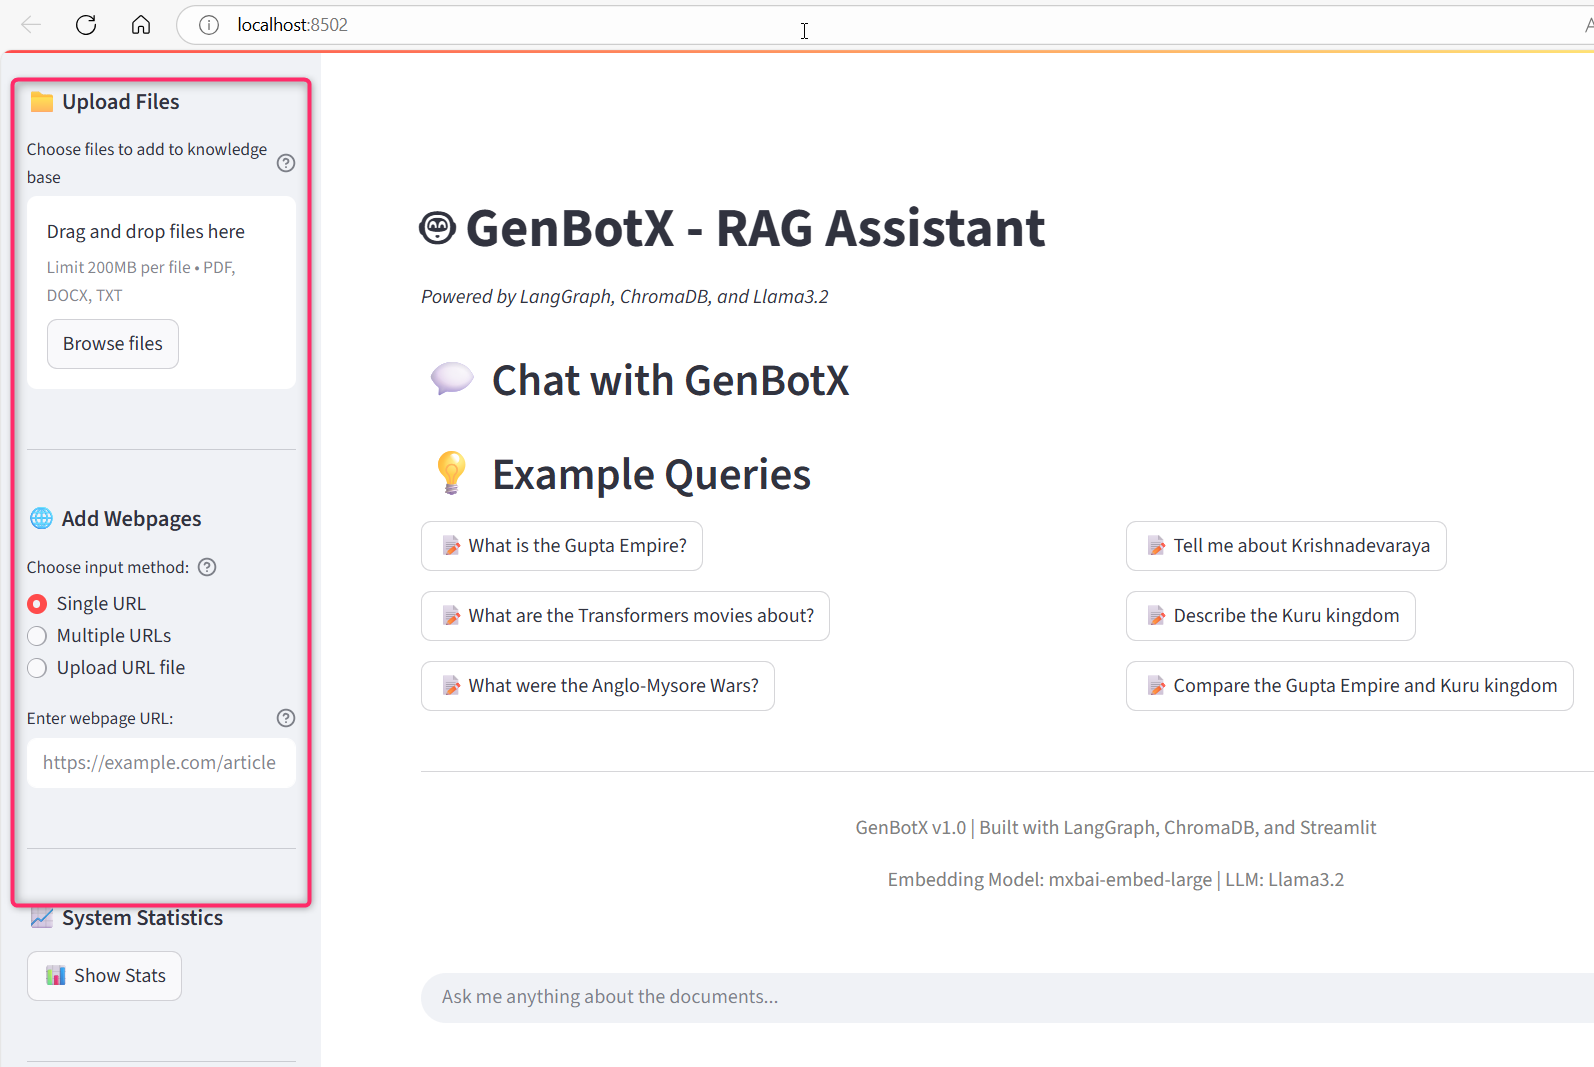 localhost:8502
Upload Files
Choose files to add to knowledge
base
Drag and drop files here
Limit 200MB per file • PDF,
DOCX, TXT
Browse files
Add Webpages
Choose input method:
Single URL
Multiple URLs
Upload URL file
Enter webpage URL:
https://example.com/article
System Statistics
Show Stats
GenBotX - RAG Assistant
Powered by LangGraph, ChromaDB, and Llama3.2
Chat with GenBotX
Example Queries
What is the Gupta Empire?
Tell me about Krishnadevaraya
What are the Transformers movies about?
Describe the Kuru kingdom
What were the Anglo-Mysore Wars?
Compare the Gupta Empire and Kuru kingdom
GenBotX v1.0 | Built with LangGraph, ChromaDB, and Streamlit
Embedding Model: mxbai-embed-large | LLM: Llama3.2
Ask me anything about the documents...